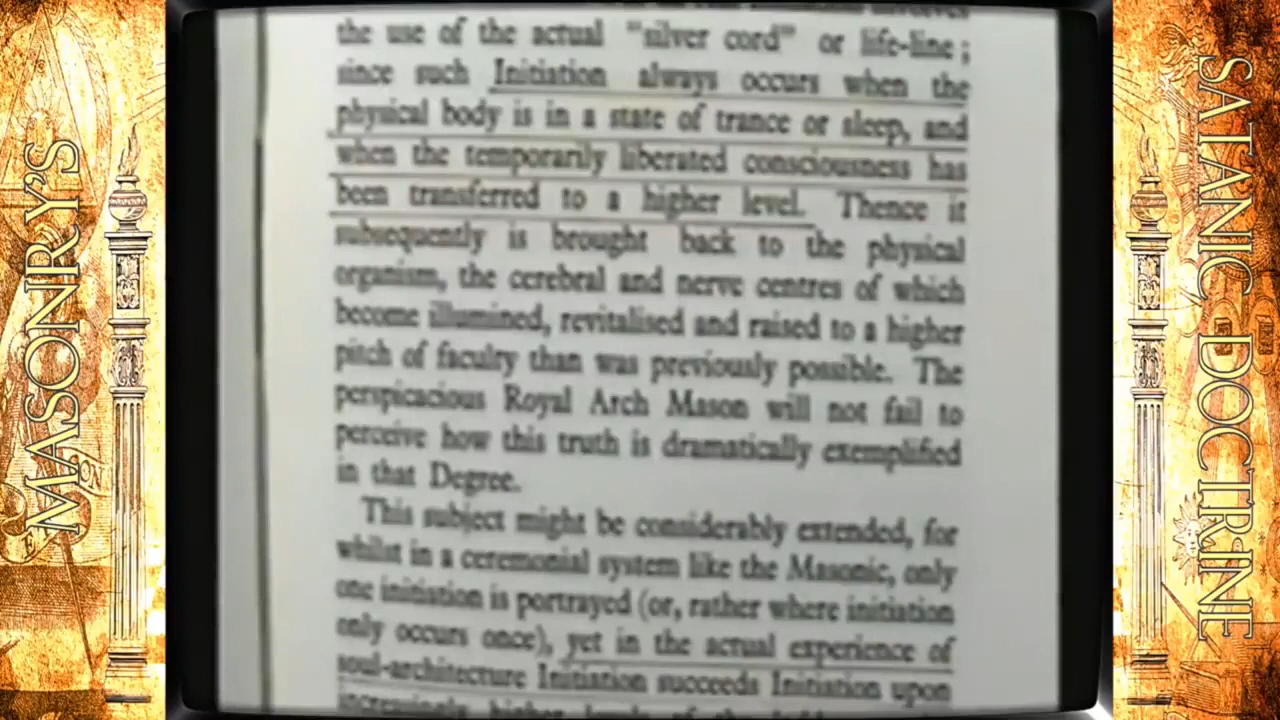 MASONRY'S
the use of the actual "silver cord" or life-line;
since such Initiation always occurs when the
physical body is in a state of trance or sleep, and
when the temporarily liberated consciousness has
been transferred to a higher level. Thence it
subsequently is brought back to the physical
organism, the cerebral and nerve centres of which
become illumined, revitalised and raised to a higher
pitch of faculty than was previously possible. The
perspicacious Royal Arch Mason will not fail to
perceive how this truth is dramatically exemplified
in that Degree.
This subject might be considerably extended, for
whilst in a ceremonial system like the Masonic, only
one initiation is portrayed (or, rather where initiation
only occurs once), yet in the actual experience of
soul-architecture Initiation succeeds Initiation upon
SATANIC DOCTRINE